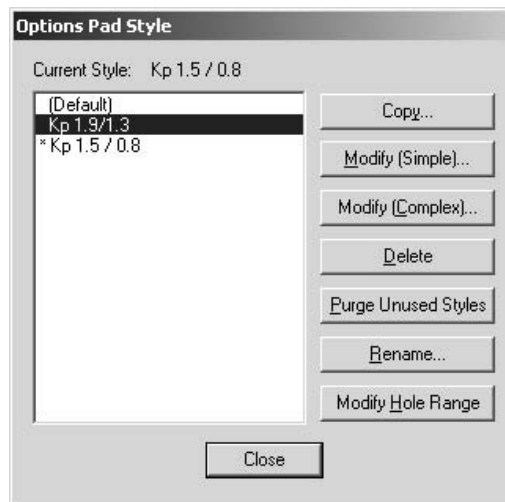 Options Pad Style
Current Style: Kp 1.5 / 0.8
(Default)
Kp 1.9/1.3
* Kp 1.5 / 0.8
Copy...
Modify (Simple)...
Modify (Complex)...
Delete
Purge Unused Styles
Rename...
Modify Hole Range
Close